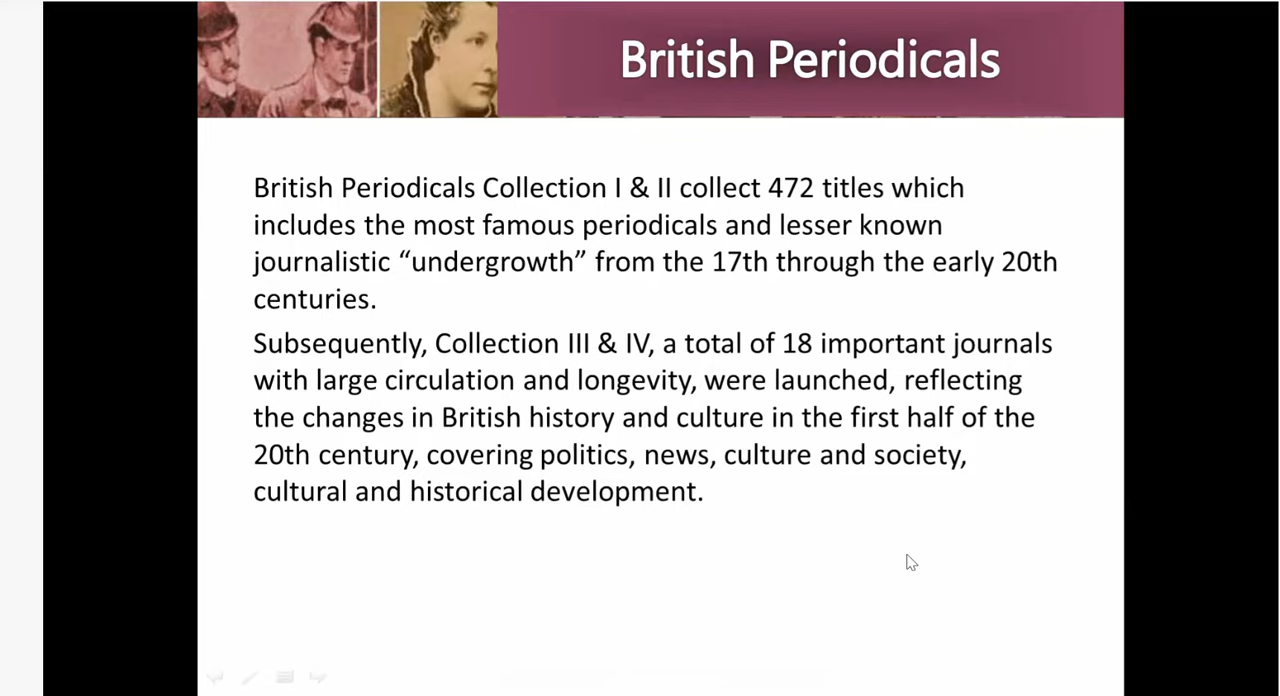 British Periodicals
British Periodicals Collection I & II collect 472 titles which
includes the most famous periodicals and lesser known
journalistic “undergrowth” from the 17th through the early 20th
centuries.
Subsequently, Collection III & IV, a total of 18 important journals
with large circulation and longevity, were launched, reflecting
the changes in British history and culture in the first half of the
20th century, covering politics, news, culture and society,
cultural and historical development.